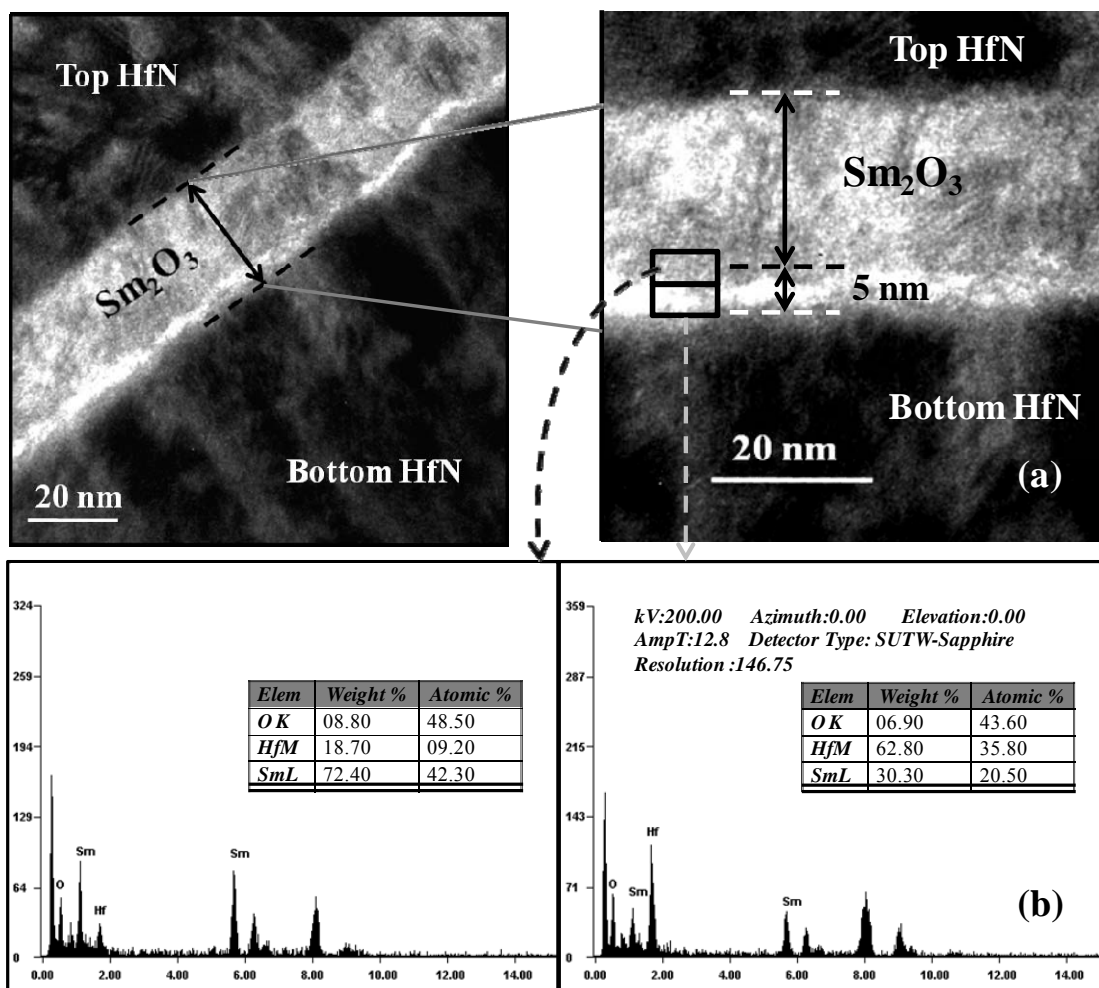 Top HfN
Sm₂O₃
Bottom HfN
20 nm
Top HfN
Sm₂O₃
5 nm
Bottom HfN
20 nm
(a)
324
259
194
129
64
0
Elem Weight % Atomic %
O K 08.80 48.50
HfM 18.70 09.20
SmL 72.40 42.30
O
Sm
Hf
Sm
0.00 2.00 4.00 6.00 8.00 10.00 12.00 14.00
359
287
215
143
71
0
kV:200.00 Azimuth:0.00 Elevation:0.00
AmpT:12.8 Detector Type: SUTW-Sapphire
Resolution :146.75
Elem Weight % Atomic %
O K 06.90 43.60
HfM 62.80 35.80
SmL 30.30 20.50
O
Sm
Hf
Sm
(b)
0.00 2.00 4.00 6.00 8.00 10.00 12.00 14.00